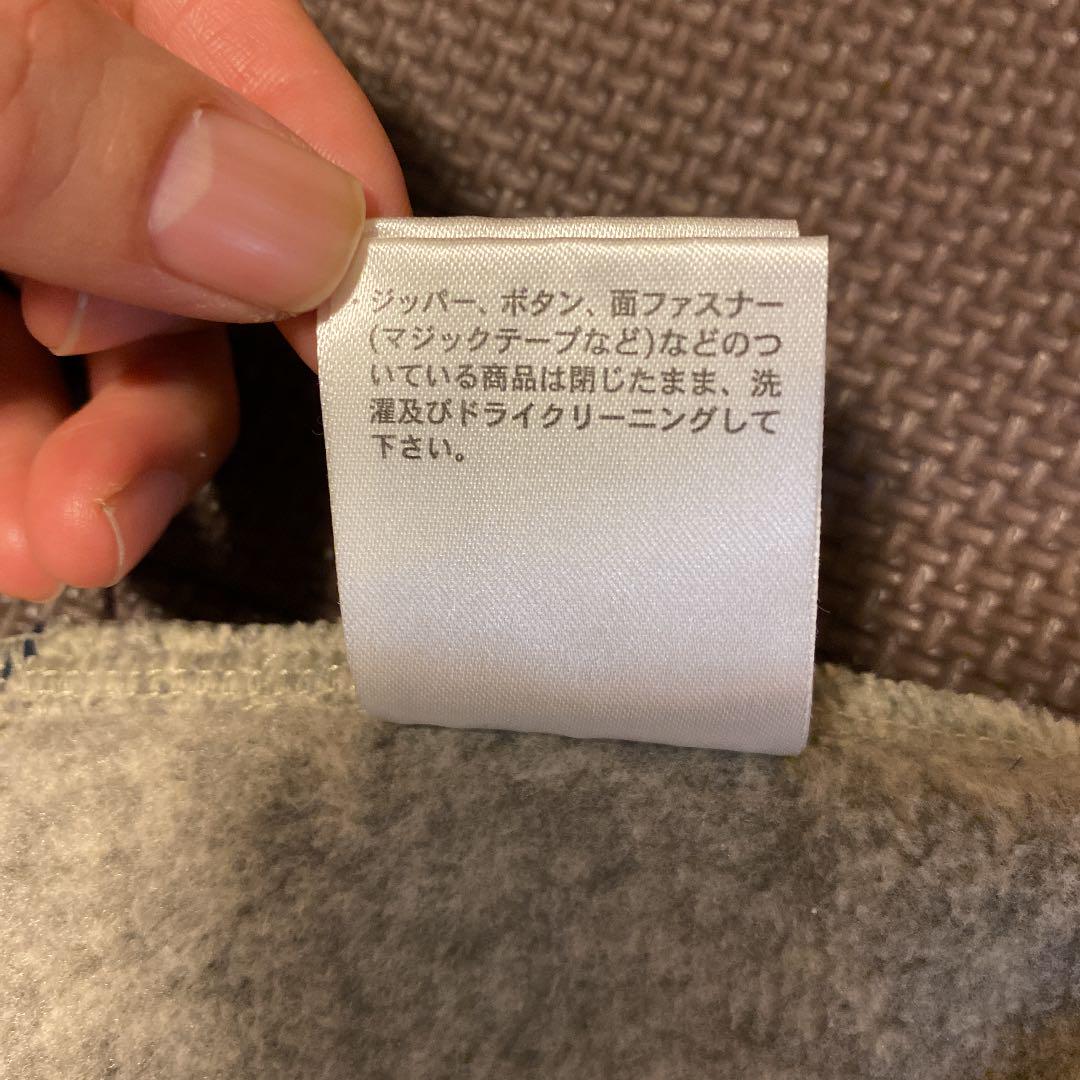 ・ジッパー、ボタン、面ファスナー
(マジックテープなど)などのつ
いている商品は閉じたまま、洗
濯及びドライクリーニングして
下さい。